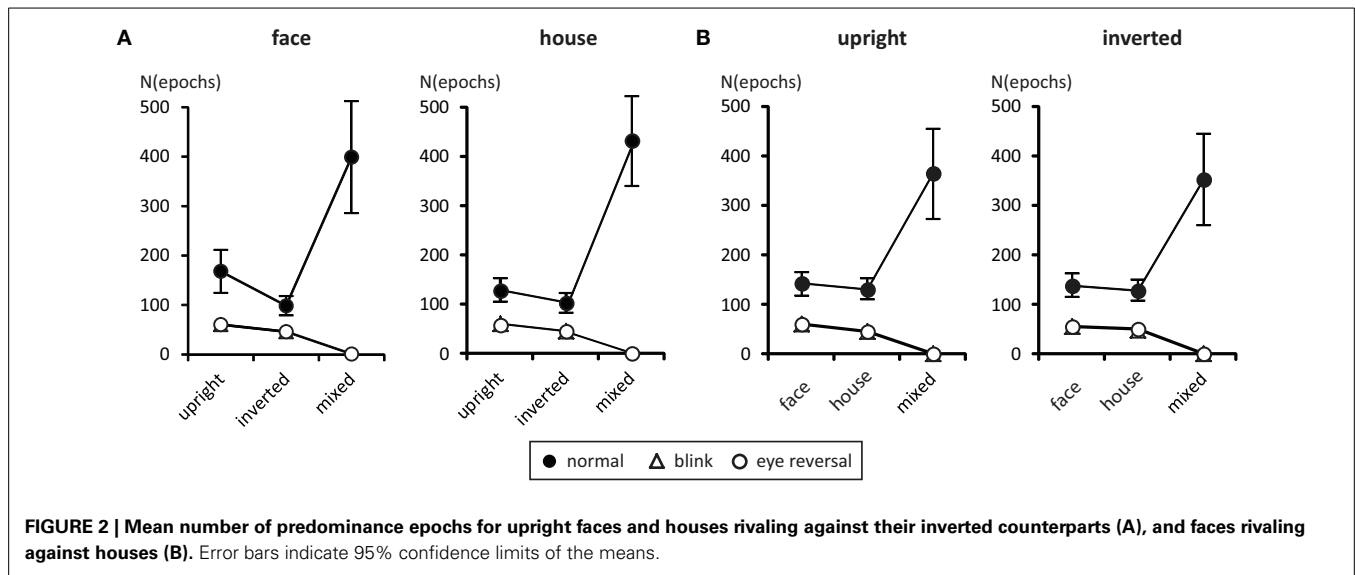 A face house B upright inverted
N(epochs) N(epochs) N(epochs) N(epochs)
500 500 500 500
400 400 400 400
300 300 300 300
200 200 200 200
100 100 100 100
0 0 0 0
upright inverted mixed upright inverted mixed face house mixed face house mixed
normal blink eye reversal
FIGURE 2 | Mean number of predominance epochs for upright faces and houses rivaling against their inverted counterparts (A), and faces rivaling
against houses (B). Error bars indicate 95% confidence limits of the means.